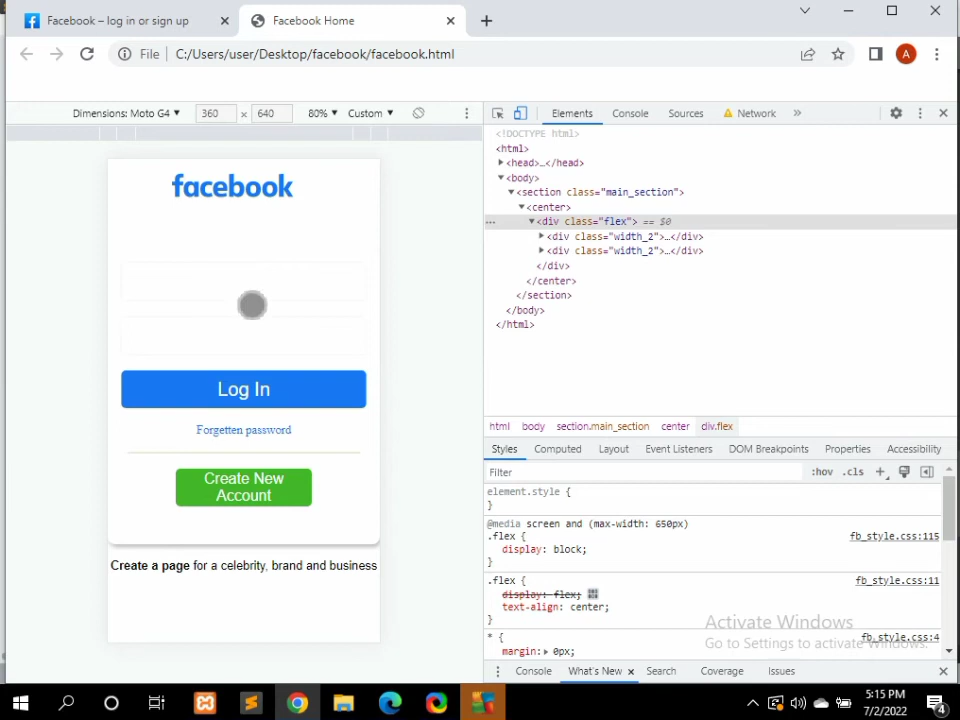 Facebook – log in or sign up
Facebook Home
File
C:/Users/user/Desktop/facebook/facebook.html
A
Dimensions: Moto G4 ▼
360
×
640
80% ▼
Custom ▼
Elements
Console
Sources
Network
»
<!DOCTYPE html>
<html>
▶<head>…</head>
▼<body>
▼<section class="main_section">
▼<center>
... ▼<div class="flex"> == $0
▶<div class="width_2">…</div>
▶<div class="width_2">…</div>
</div>
</center>
</section>
</body>
</html>
facebook
Log In
Forgetten password
Create New
Account
Create a page for a celebrity, brand and business
html body section.main_section center div.flex
Styles Computed Layout Event Listeners DOM Breakpoints Properties Accessibility
Filter
:hov .cls +
element.style {
}
@media screen and (max-width: 650px)
.flex {
fb_style.css:115
display: block;
}
.flex {
fb_style.css:11
display: flex;
text-align: center;
}
* {
fb_style.css:4
margin: 0px;
Activate Windows
Go to Settings to activate Windows.
Console What's New × Search Coverage Issues
5:15 PM
7/2/2022
4